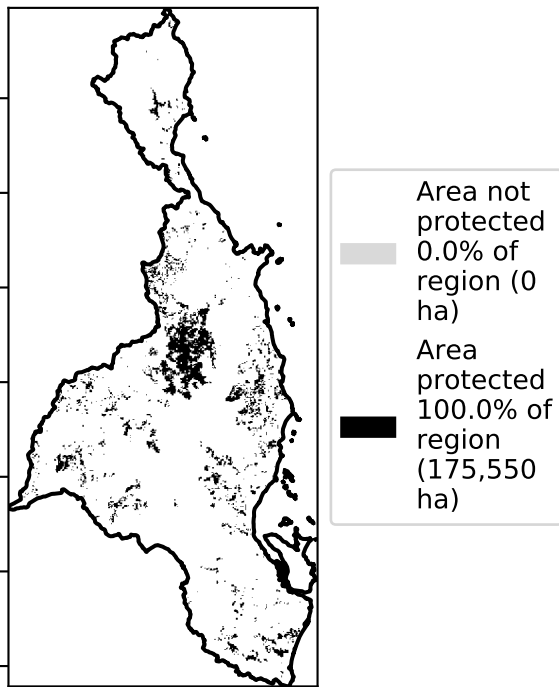 Area not
protected
0.0% of
region (0
ha)
Area
protected
100.0% of
region
(175,550
ha)